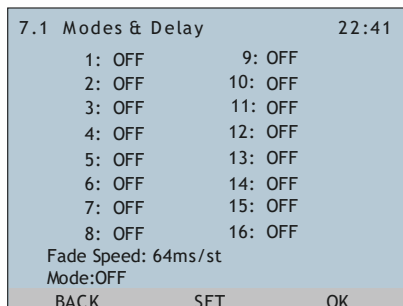 7.1 Modes & Delay 22:41
1: OFF 9: OFF
2: OFF 10: OFF
3: OFF 11: OFF
4: OFF 12: OFF
5: OFF 13: OFF
6: OFF 14: OFF
7: OFF 15: OFF
8: OFF 16: OFF
Fade Speed: 64ms/st
Mode:OFF
BACK SET OK